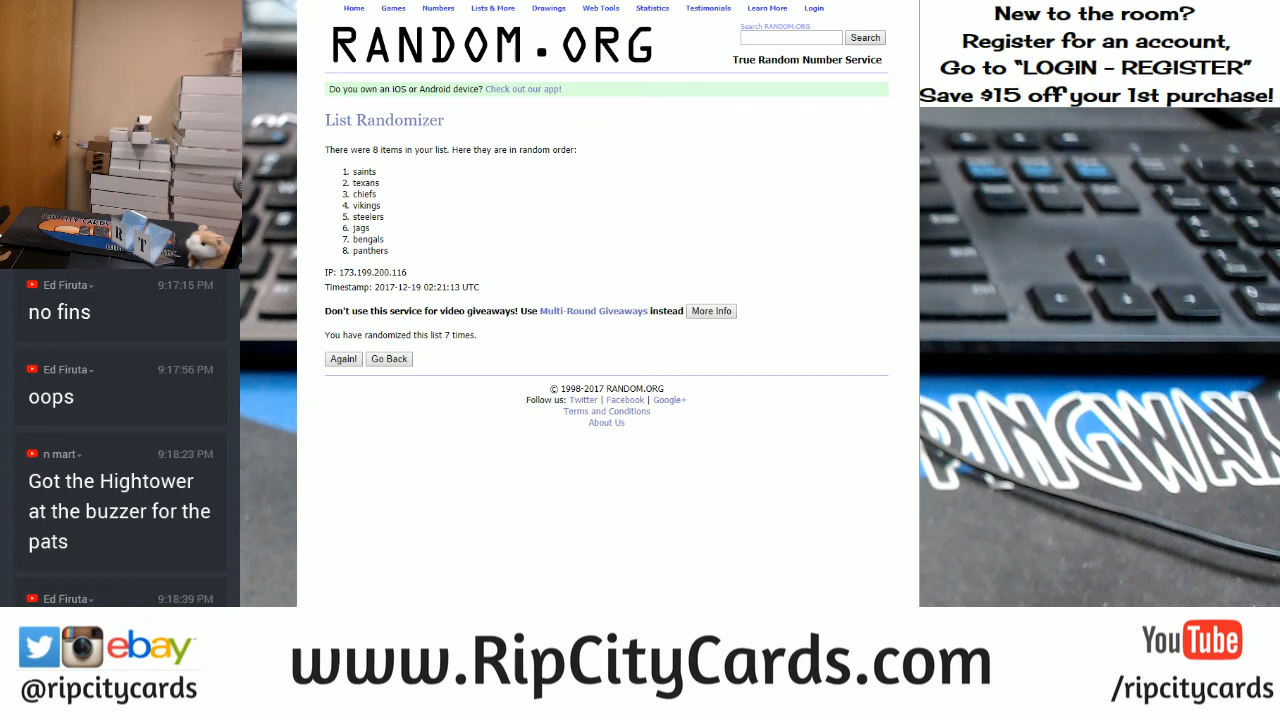 Home Games Numbers Lists & More Drawings Web Tools Statistics Testimonials Learn More Login
RANDOM.ORG
Search RANDOM.ORG
Search
True Random Number Service
Do you own an iOS or Android device? Check out our app!
List Randomizer
There were 8 items in your list. Here they are in random order:
1. saints
2. texans
3. chiefs
4. vikings
5. steelers
6. jags
7. bengals
8. panthers
IP: 173.199.200.116
Timestamp: 2017-12-19 02:21:13 UTC
Don't use this service for video giveaways! Use Multi-Round Giveaways instead More Info
You have randomized this list 7 times.
Again! Go Back
© 1998-2017 RANDOM.ORG
Follow us: Twitter | Facebook | Google+
Terms and Conditions
About Us
New to the room?
Register for an account,
Go to "LOGIN - REGISTER"
Save $15 off your 1st purchase!
R T
Ed Firuta 9:17:15 PM
no fins
Ed Firuta 9:17:56 PM
oops
n mart 9:18:23 PM
Got the Hightower
at the buzzer for the
pats
Ed Firuta 9:18:39 PM
PINGWAX
ebay
@ripcitycards
www.RipCityCards.com
YouTube
/ripcitycards